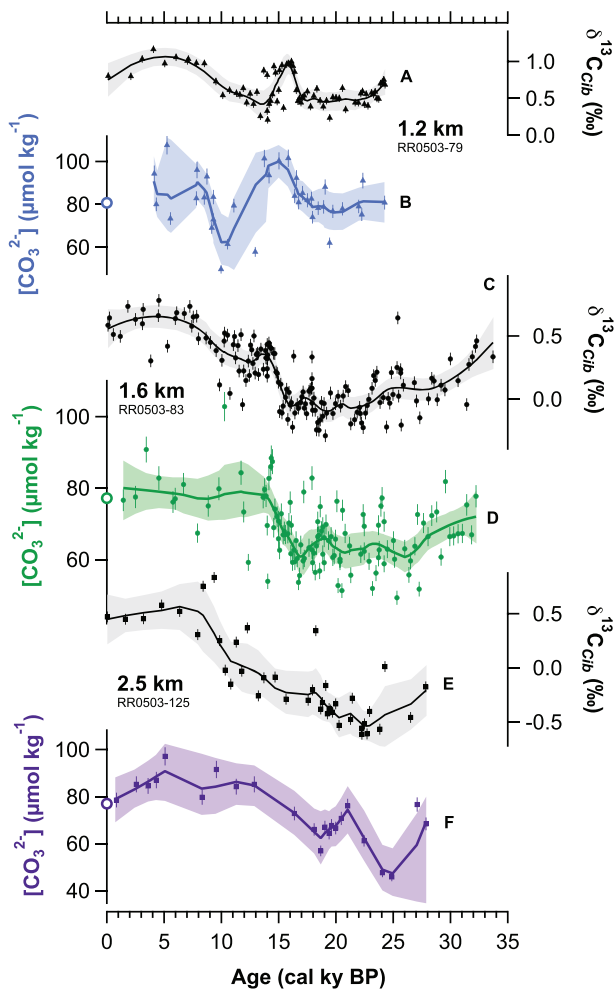 δ¹³C_Cib (‰)
1.0
0.5
0.0
A
1.2 km
RR0503-79
[CO₃²⁻] (µmol kg⁻¹)
100
80
60
B
C
δ¹³C_Cib (‰)
0.5
0.0
1.6 km
RR0503-83
[CO₃²⁻] (µmol kg⁻¹)
100
80
60
D
δ¹³C_Cib (‰)
0.5
0.0
-0.5
E
2.5 km
RR0503-125
[CO₃²⁻] (µmol kg⁻¹)
100
80
60
40
F
0 5 10 15 20 25 30 35
Age (cal ky BP)